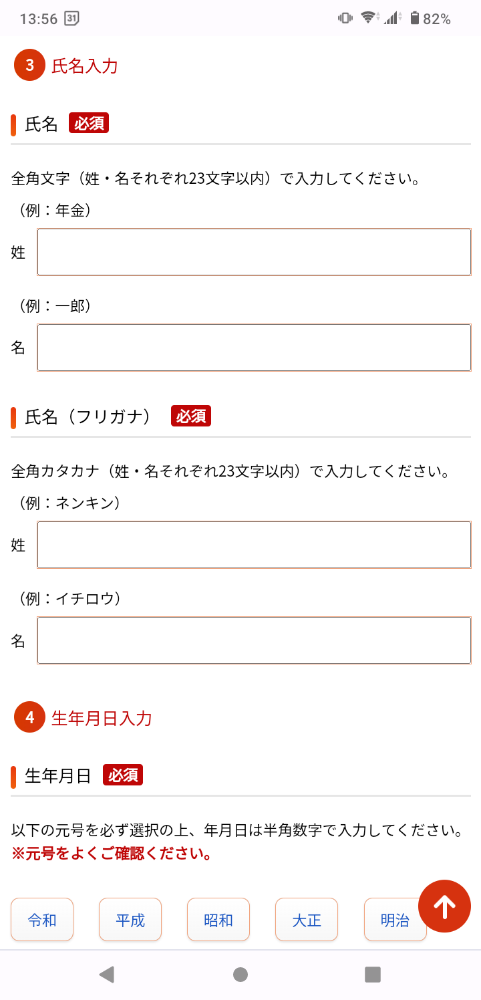 13:56 31 82%
3 氏名入力
氏名 必須
全角文字（姓・名それぞれ23文字以内）で入力してください。
（例：年金）
姓
（例：一郎）
名
氏名（フリガナ） 必須
全角カタカナ（姓・名それぞれ23文字以内）で入力してください。
（例：ネンキン）
姓
（例：イチロウ）
名
4 生年月日入力
生年月日 必須
以下の元号を必ず選択の上、年月日は半角数字で入力してください。
※元号をよくご確認ください。
令和 平成 昭和 大正 明治